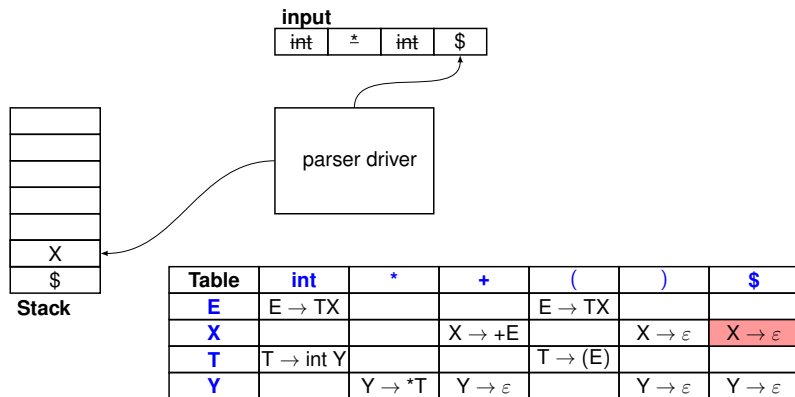 input
int * int $
parser driver
X
$
Stack
Table int * + ( ) $
E E → TX E → TX
X X → +E X → ε X → ε
T T → int Y T → (E)
Y Y → *T Y → ε Y → ε Y → ε